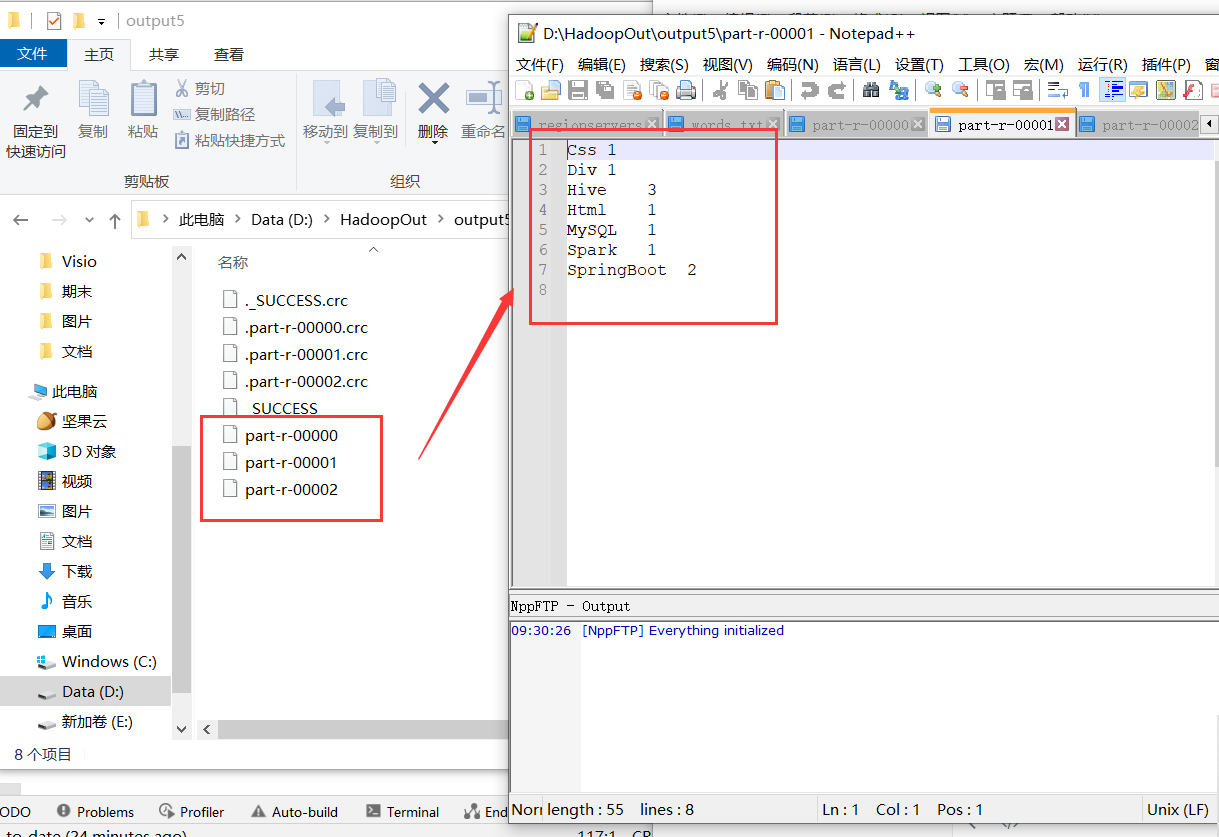 output5
文件 主页 共享 查看
固定到
快速访问
复制
粘贴
剪切
复制路径
粘贴快捷方式
移动到 复制到 删除 重命名
剪贴板
组织
此电脑 Data (D:) HadoopOut output5
Visio
期末
图片
文档
此电脑
坚果云
3D 对象
视频
图片
文档
下载
音乐
桌面
Windows (C:)
Data (D:)
新加卷 (E:)
名称
._SUCCESS.crc
.part-r-00000.crc
.part-r-00001.crc
.part-r-00002.crc
_SUCCESS
part-r-00000
part-r-00001
part-r-00002
8 个项目
D:\HadoopOut\output5\part-r-00001 - Notepad++
文件(F) 编辑(E) 搜索(S) 视图(V) 编码(N) 语言(L) 设置(T) 工具(O) 宏(M) 运行(R) 插件(P) 窗
regionservers words.txt part-r-00000 part-r-00001 part-r-00002
1 Css 1
2 Div 1
3 Hive 3
4 Html 1
5 MySQL 1
6 Spark 1
7 SpringBoot 2
8
NppFTP - Output
09:30:26 [NppFTP] Everything initialized
length : 55 lines : 8 Ln : 1 Col : 1 Pos : 1 Unix (LF)
ODO Problems Profiler Auto-build Terminal End
to-date (24 minutes ago)
117:1